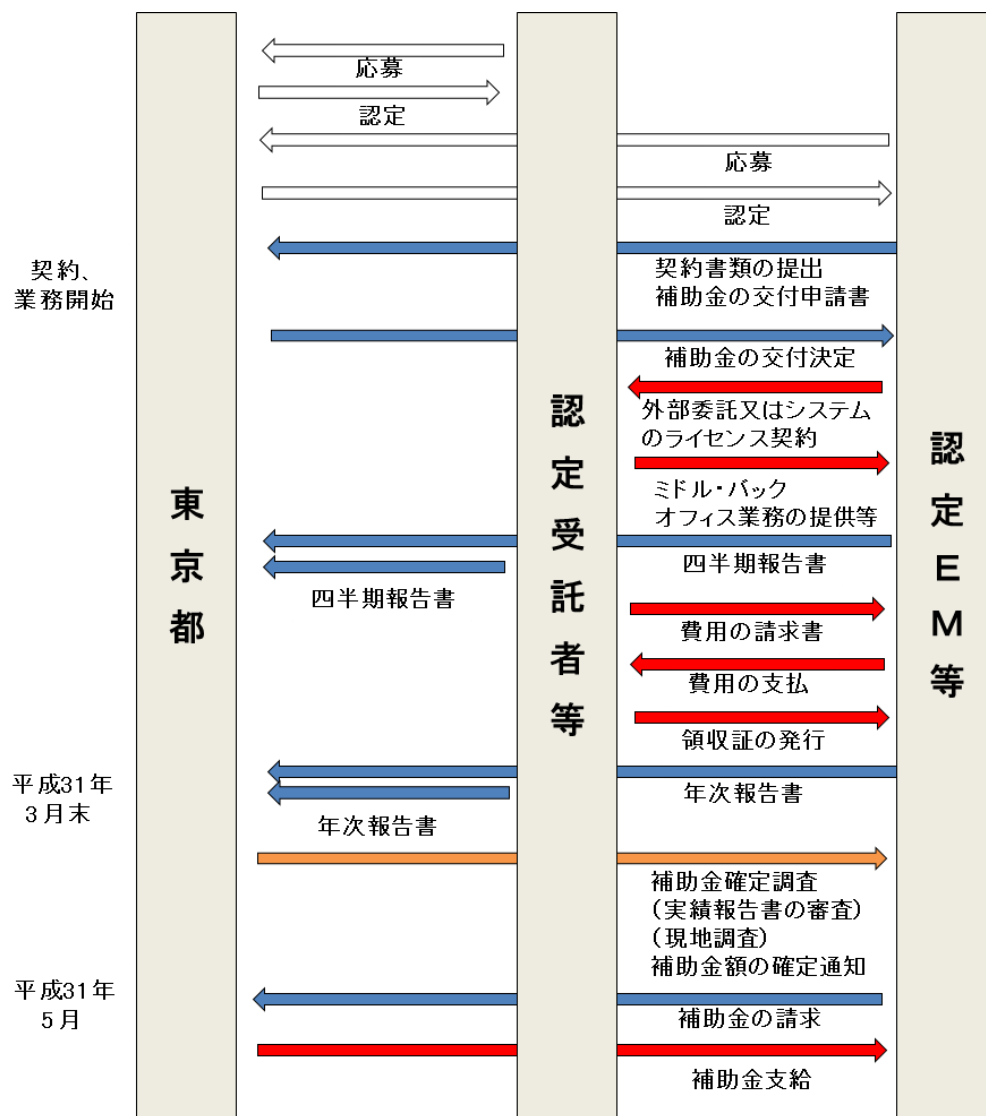 応募
認定
応募
認定
契約、
業務開始
契約書類の提出
補助金の交付申請書
補助金の交付決定
外部委託又はシステム
のライセンス契約
ミドル・バック
オフィス業務の提供等
東京都
認定受託者等
認定EM等
四半期報告書
四半期報告書
費用の請求書
費用の支払
領収証の発行
平成31年
3月末
年次報告書
年次報告書
補助金確定調査
(実績報告書の審査)
(現地調査)
補助金額の確定通知
平成31年
5月
補助金の請求
補助金支給